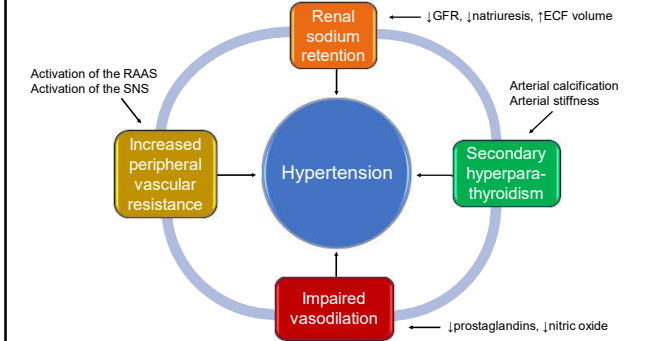 Renal
sodium
retention
↓GFR, ↓natriuresis, ↑ECF volume
Activation of the RAAS
Activation of the SNS
Arterial calcification
Arterial stiffness
Increased
peripheral
vascular
resistance
Hypertension
Secondary
hyperpara-
thyroidism
Impaired
vasodilation
↓prostaglandins, ↓nitric oxide